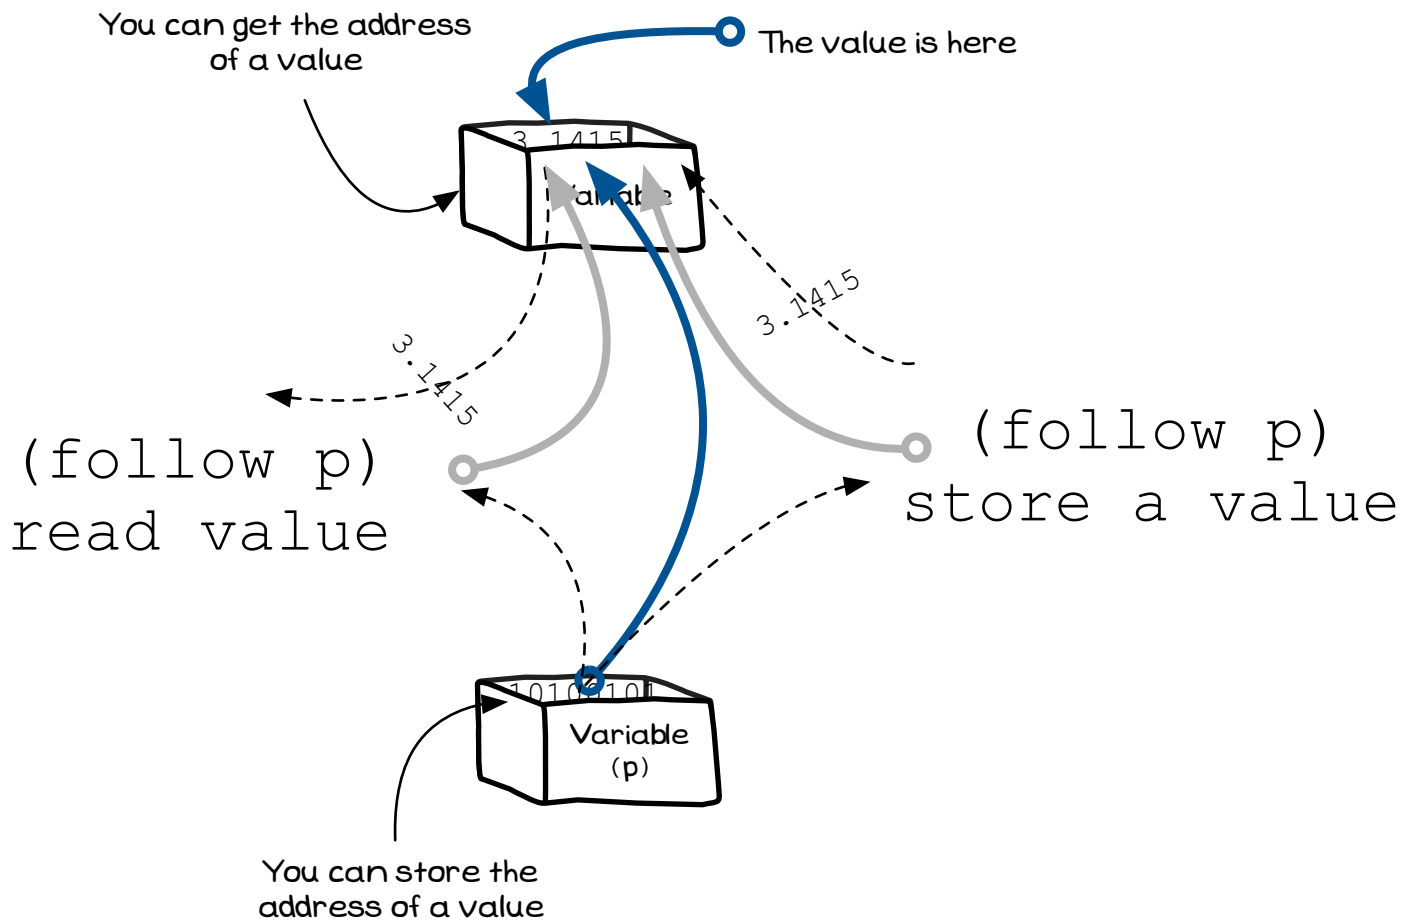 You can get the address
of a value
The value is here
3.1415
Variable
3.1415
3.1415
(follow p)
read value
(follow p)
store a value
10100101
Variable
(p)
You can store the
address of a value